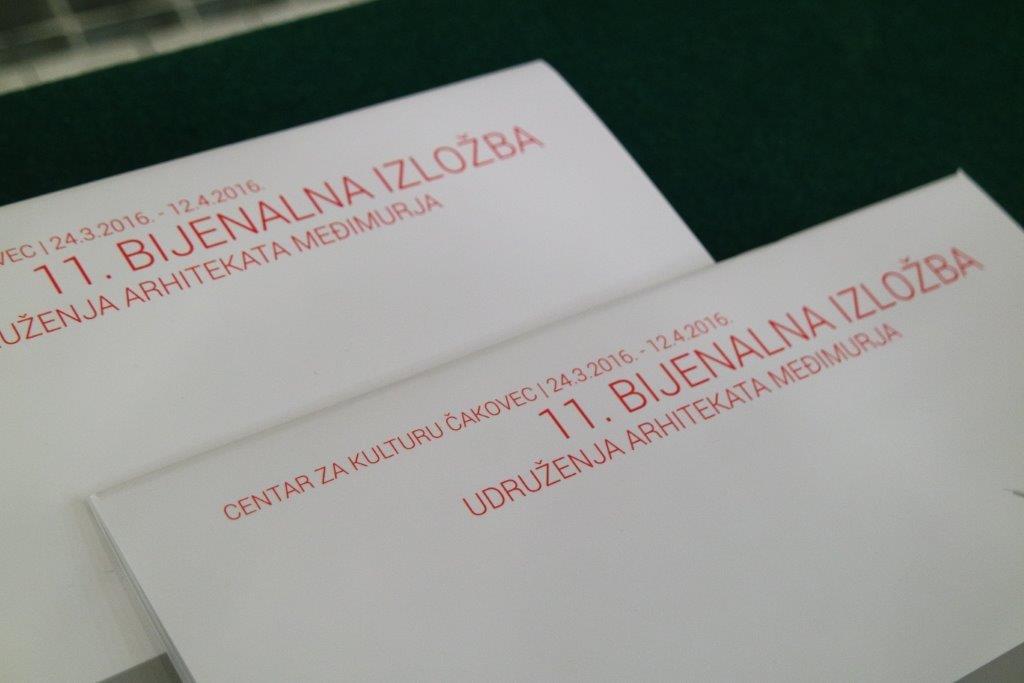 VEC | 24.3.2016. - 12.4.2016.
11. BIJENALNA IZLOŽBA
UŽENJA ARHITEKATA MEĐIMURJA
CENTAR ZA KULTURU ČAKOVEC | 24.3.2016. - 12.4.2016.
11. BIJENALNA IZLOŽBA
UDRUŽENJA ARHITEKATA MEĐIMURJA